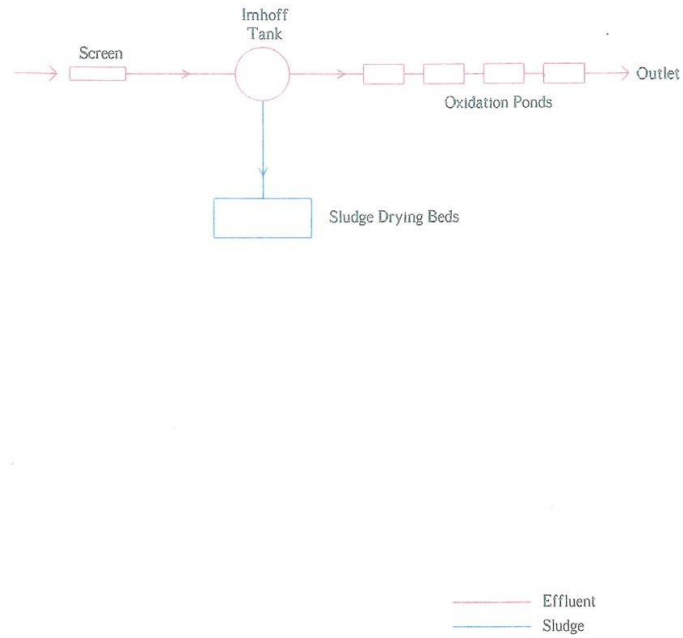 Imhoff
Tank
Screen
Outlet
Oxidation Ponds
Sludge Drying Beds
Effluent
Sludge